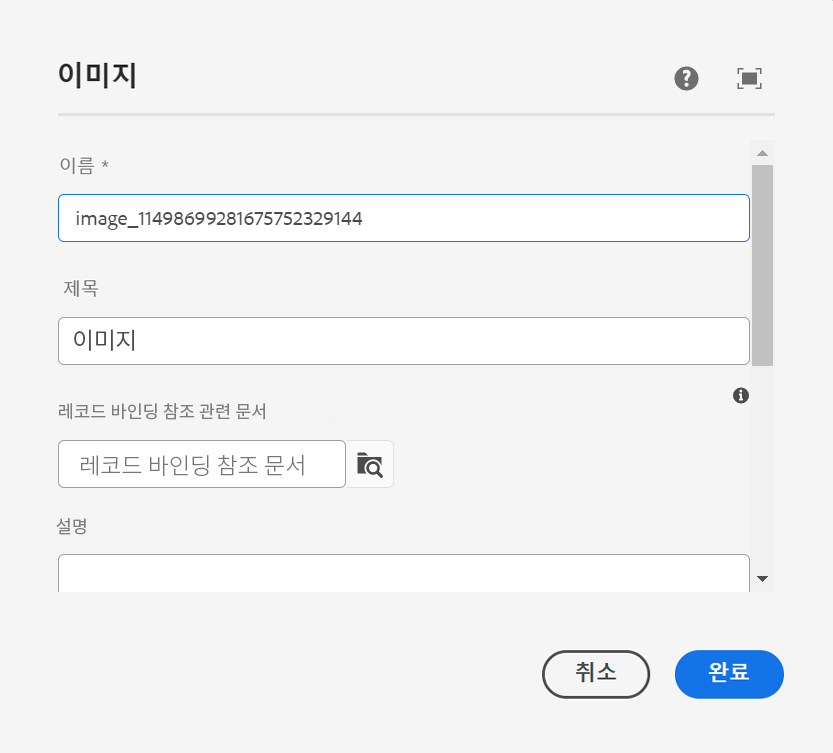 이미지
이름 *
image_11498699281675752329144
제목
이미지
레코드 바인딩 참조 관련 문서
레코드 바인딩 참조 문서
설명
취소
완료